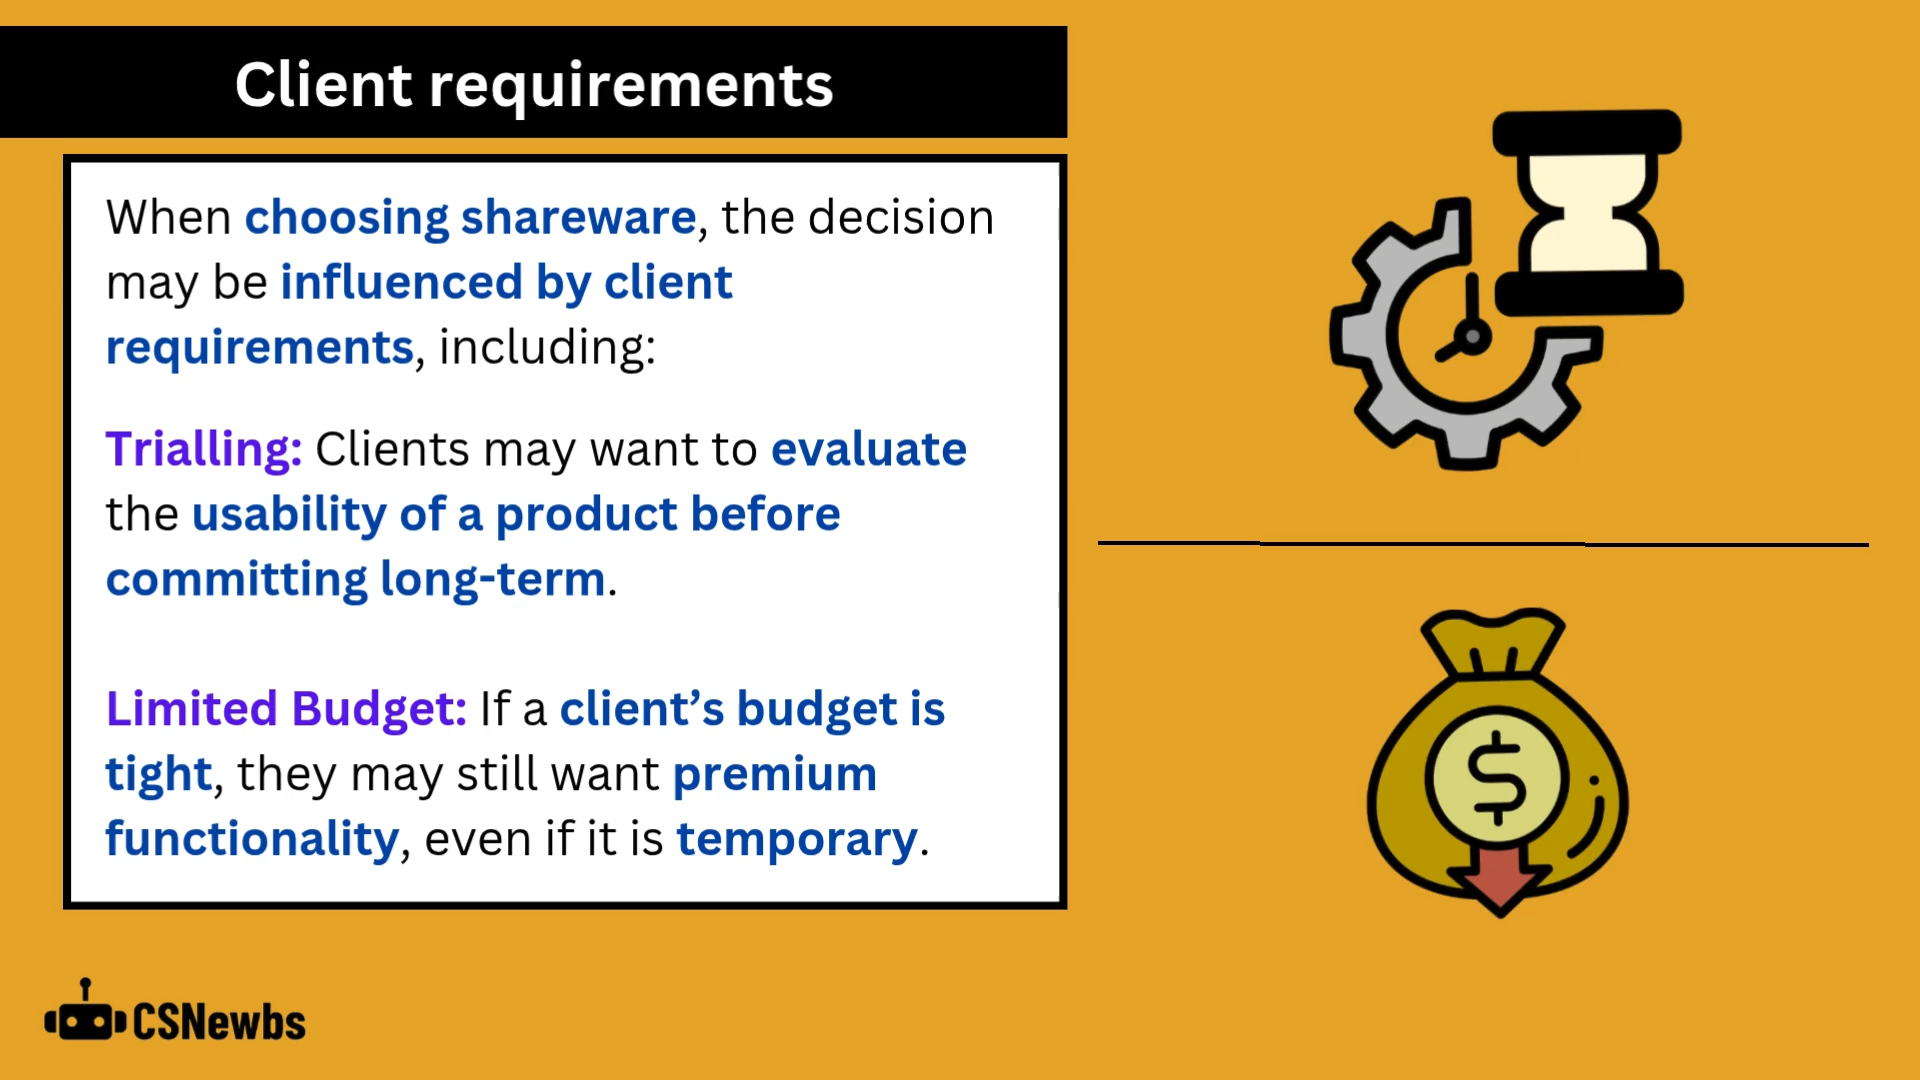 Client requirements
When choosing shareware, the decision
may be influenced by client
requirements, including:
Trialling: Clients may want to evaluate
the usability of a product before
committing long-term.
Limited Budget: If a client’s budget is
tight, they may still want premium
functionality, even if it is temporary.
$
CSNewbs